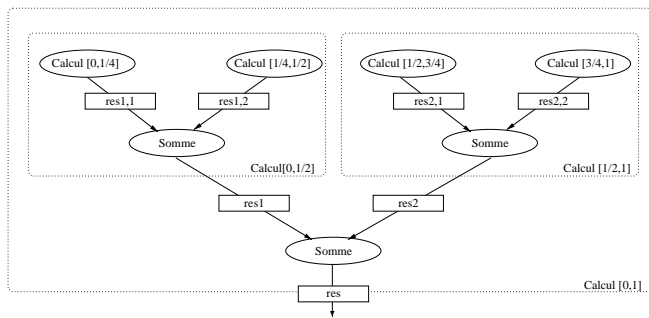 Calcul [0,1/4]
Calcul [1/4,1/2]
Calcul [1/2,3/4]
Calcul [3/4,1]
res1,1
res1,2
res2,1
res2,2
Somme
Somme
Calcul[0,1/2]
Calcul [1/2,1]
res1
res2
Somme
Calcul [0,1]
res